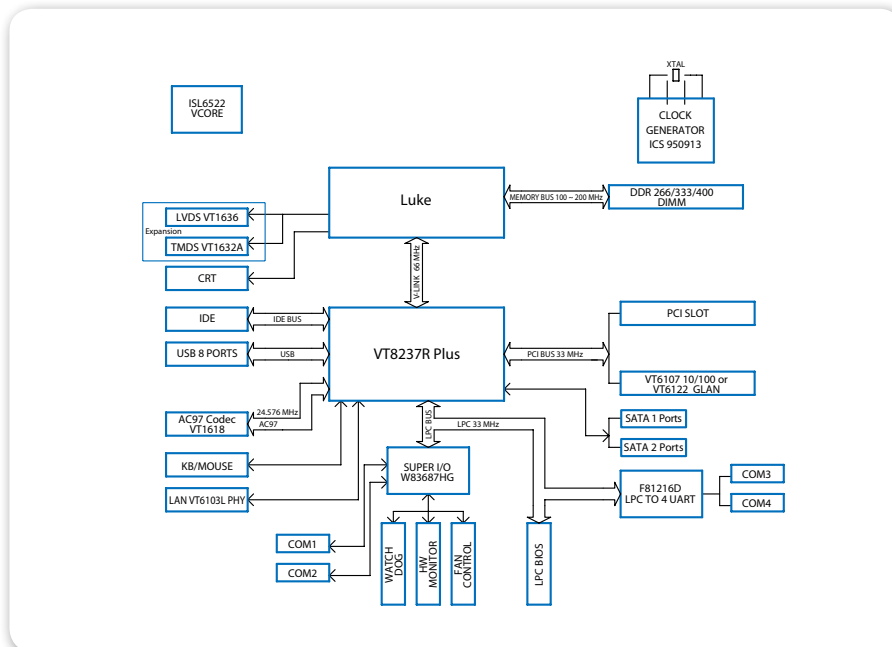 XTAL
ISL6522
VCORE
CLOCK
GENERATOR
ICS 950913
Luke
MEMORY BUS 100 ~ 200 MHz
DDR 266/333/400
DIMM
LVDS VT1636
Expansion
TMDS VT1632A
CRT
V-LINK 66 MHz
IDE
IDE BUS
USB 8 PORTS
USB
VT8237R Plus
PCI SLOT
PCI BUS 33 MHz
VT6107 10/100 or
VT6122 GLAN
24.576 MHz
AC97 Codec
VT1618
AC97
LPC BUS
LPC 33 MHz
SATA 1 Ports
SATA 2 Ports
KB/MOUSE
SUPER I/O
W83687HG
LAN VT6103L PHY
F81216D
LPC TO 4 UART
COM3
COM4
COM1
COM2
WATCH
DOG
HW
MONITOR
FAN
CONTROL
LPC BIOS